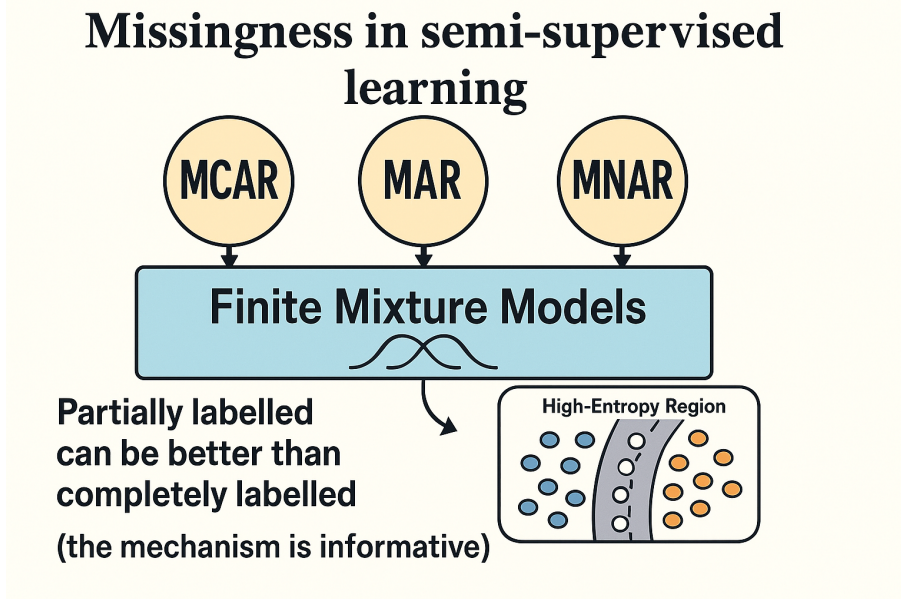 Missingness in semi-supervised
learning
MCAR
MAR
MNAR
Finite Mixture Models
Partially labelled
can be better than
completely labelled
(the mechanism is informative)
High-Entropy Region